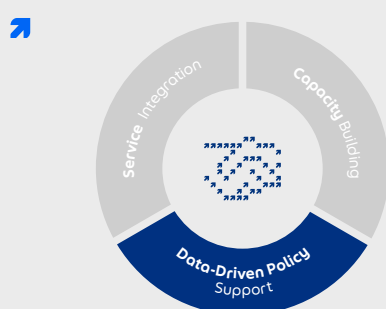 Service Integration
Capacity Building
Data-Driven Policy
Support